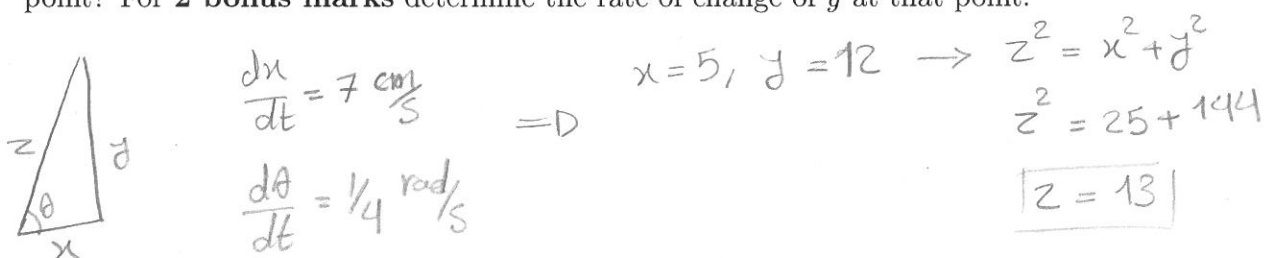 point? For 2 bonus marks determine the rate of change of y at that point.
z y θ x
dx/dt = 7 cm/s
dθ/dt = 1/4 rad/s
=D
x = 5, y = 12 → z² = x² + y²
z² = 25 + 144
z = 13